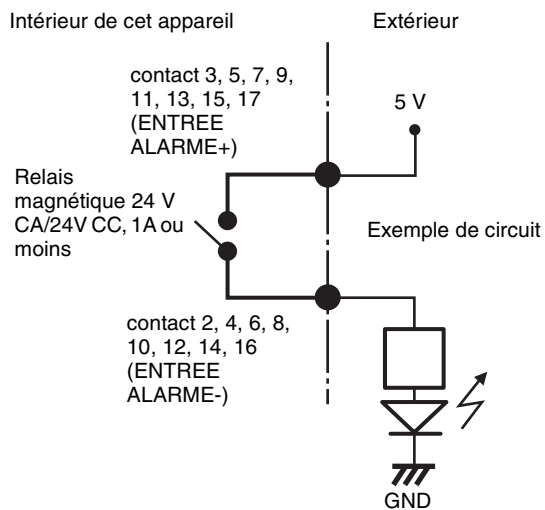 Intérieur de cet appareil
Extérieur
contact 3, 5, 7, 9,
11, 13, 15, 17
(ENTREE
ALARME+)
5 V
Relais
magnétique 24 V
CA/24V CC, 1A ou
moins
Exemple de circuit
contact 2, 4, 6, 8,
10, 12, 14, 16
(ENTREE
ALARME-)
GND